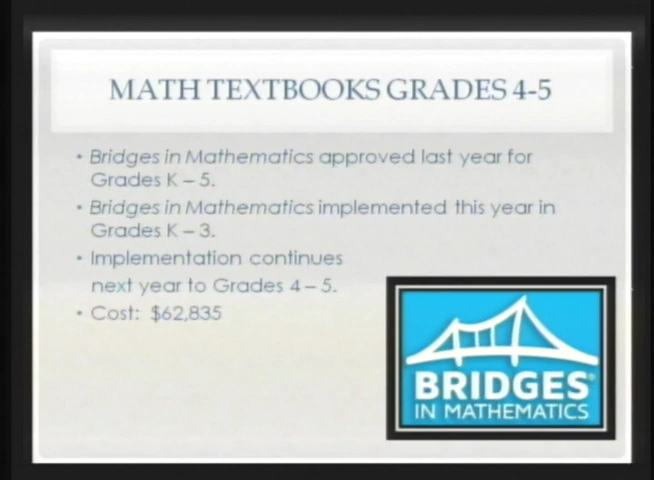 MATH TEXTBOOKS GRADES 4-5
• Bridges in Mathematics approved last year for
Grades K – 5.
• Bridges in Mathematics implemented this year in
Grades K – 3.
• Implementation continues
next year to Grades 4 – 5.
• Cost: $62,835
BRIDGES®
IN MATHEMATICS